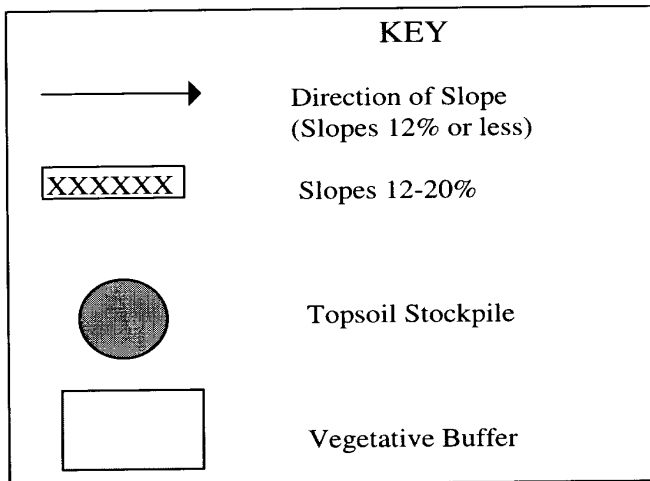 KEY
Direction of Slope
(Slopes 12% or less)
XXXXXX
Slopes 12-20%
Topsoil Stockpile
Vegetative Buffer